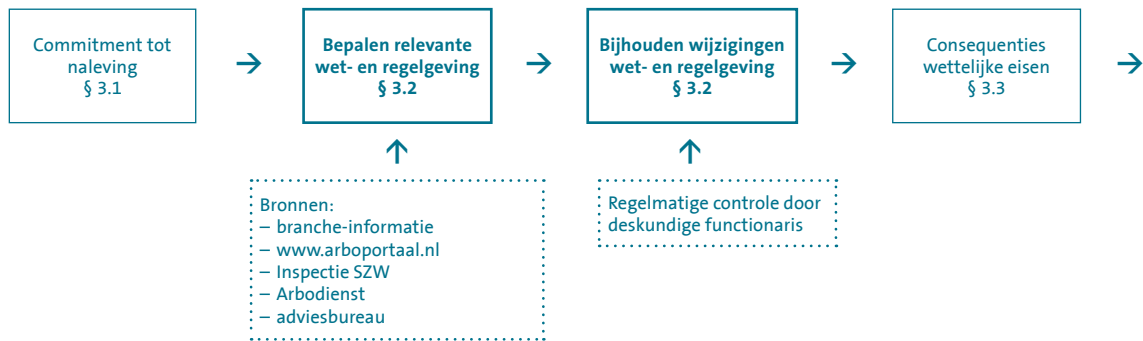 Commitment tot
naleving
§ 3.1
Bepalen relevante
wet- en regelgeving
§ 3.2
Bijhouden wijzigingen
wet- en regelgeving
§ 3.2
Consequenties
wettelijke eisen
§ 3.3
Bronnen:
– branche-informatie
– www.arboportaal.nl
– Inspectie SZW
– Arbodienst
– adviesbureau
Regelmatige controle door
deskundige functionaris